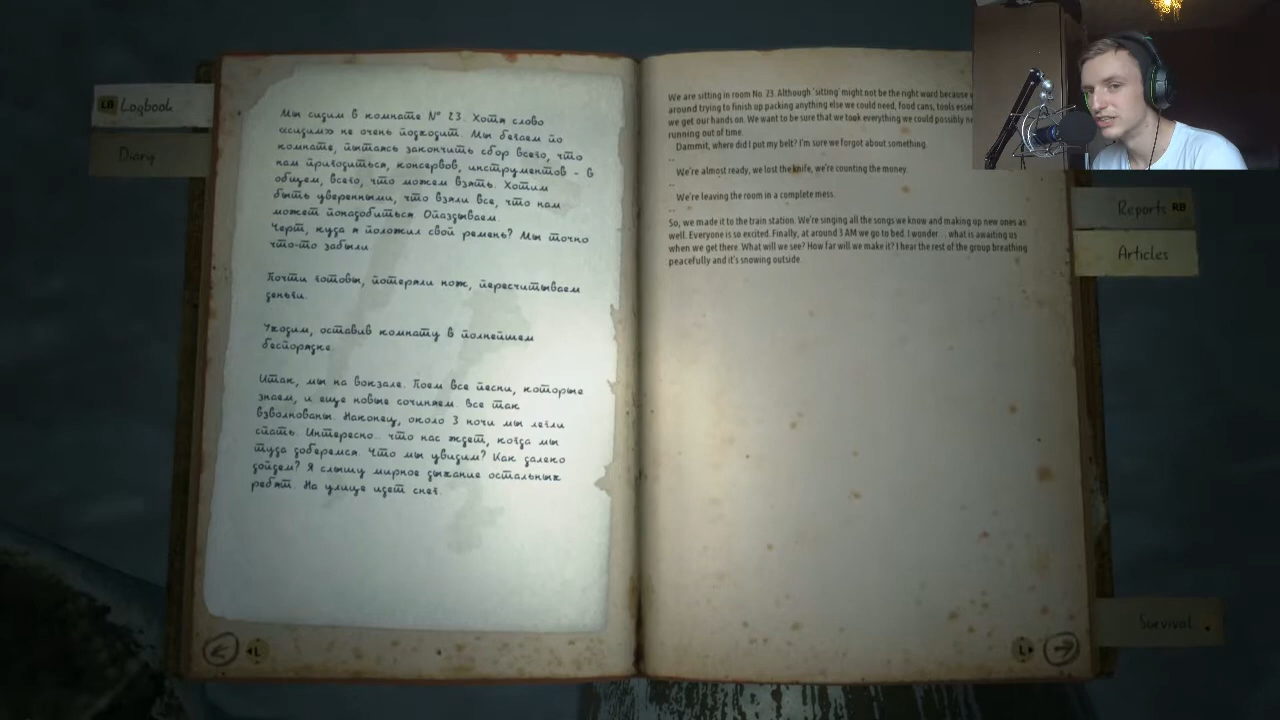 LB Logbook
Diary
Мы сидим в комнате № 23. Хотя слово
«сидим» не очень подходит. Мы бегаем по
комнате, пытаясь закончить сбор всего, что
нам пригодиться, консервов, инструментов - в
общем, всего, что можем взять. Хотим
быть уверенными, что взяли все, что нам
может понадобиться. Опаздываем.
Черт, куда я положил свой ремень? Мы точно
что-то забыли
Почти готовы, потеряли нож, пересчитываем
деньги.
Уходим, оставив комнату в полнейшем
беспорядке.
Итак, мы на вокзале. Поем все песни, которые
знаем, и еще новые сочиняем. Все так
взволнованы. Наконец, около 3 ночи мы легли
спать. Интересно.. что нас ждет, когда мы
туда доберемся. Что мы увидим? Как далеко
дойдем? Я слышу мирное дыхание остальных
ребят. На улице идет снег.
L
We are sitting in room No. 23. Although 'sitting' might not be the right word because
around trying to finish up packing anything else we could need, food cans, tools
we get our hands on. We want to be sure that we took everything we could possibly
running out of time.
Dammit, where did I put my belt? I'm sure we forgot about something.
..
We're almost ready, we lost the knife, we're counting the money.
..
We're leaving the room in a complete mess.
..
So, we made it to the train station. We're singing all the songs we know and making up new ones as
well. Everyone is so excited. Finally, at around 3 AM we go to bed. I wonder... what is awaiting us
when we get there. What will we see? How far will we make it? I hear the rest of the group breathing
peacefully and it's snowing outside.
L
Reports RB
Articles
Survival